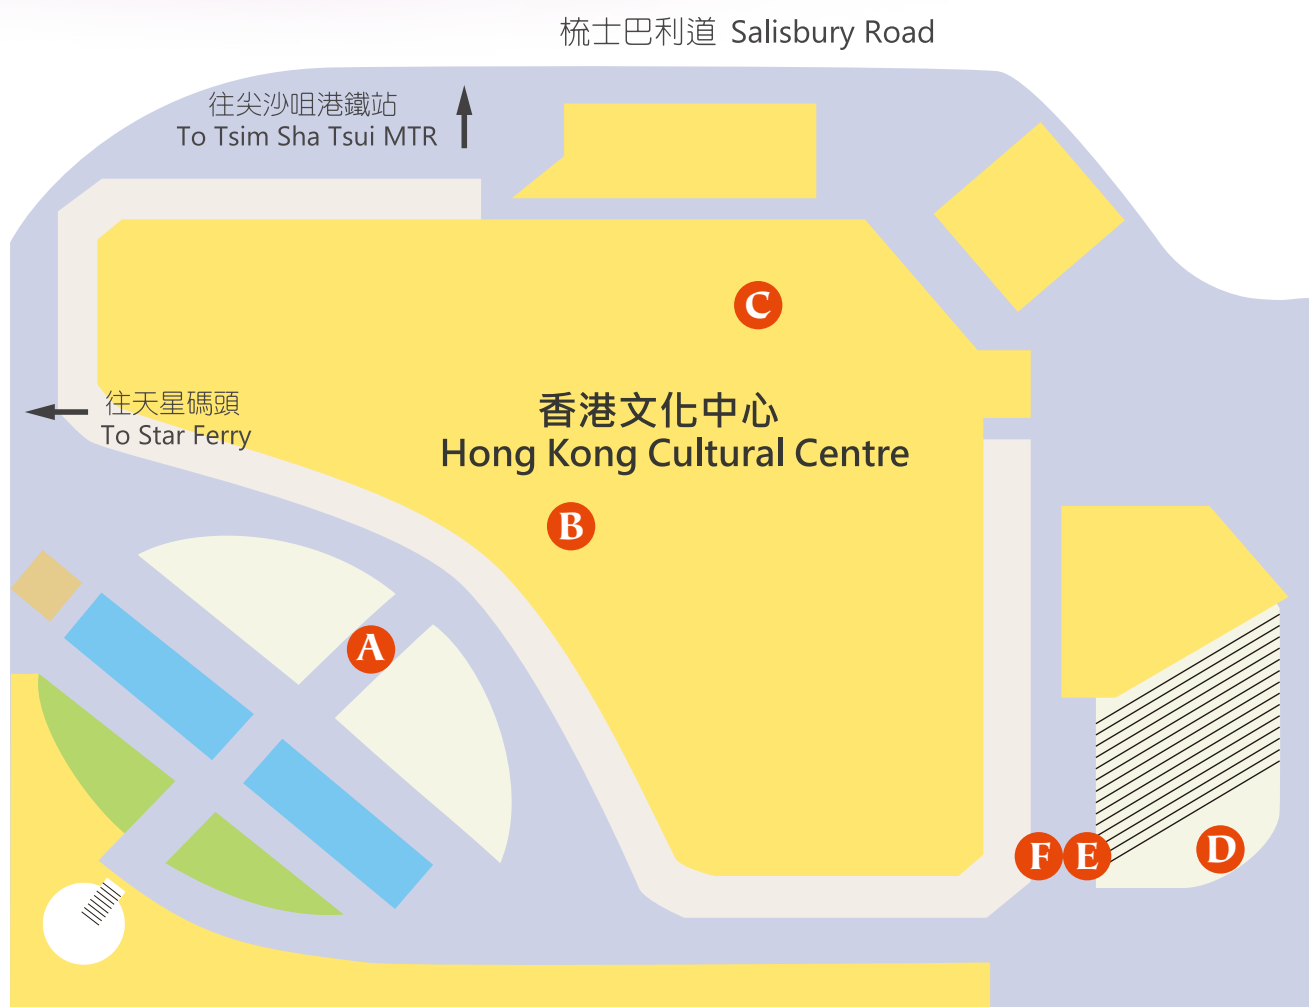 梳士巴利道 Salisbury Road
往尖沙咀港鐵站
To Tsim Sha Tsui MTR
C
往天星碼頭
To Star Ferry
香港文化中心
Hong Kong Cultural Centre
B
A
F E D